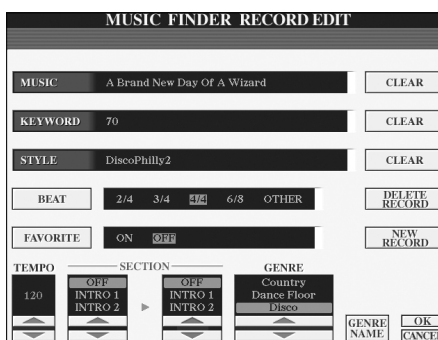 MUSIC FINDER RECORD EDIT
MUSIC A Brand New Day Of A Wizard CLEAR
KEYWORD 70 CLEAR
STYLE DiscoPhilly2 CLEAR
BEAT 2/4 3/4 4/4 6/8 OTHER DELETE RECORD
FAVORITE ON OFF NEW RECORD
TEMPO SECTION GENRE
120
OFF OFF Country
INTRO 1 INTRO 1 Dance Floor
INTRO 2 INTRO 2 Disco
GENRE NAME
OK
CANCEL